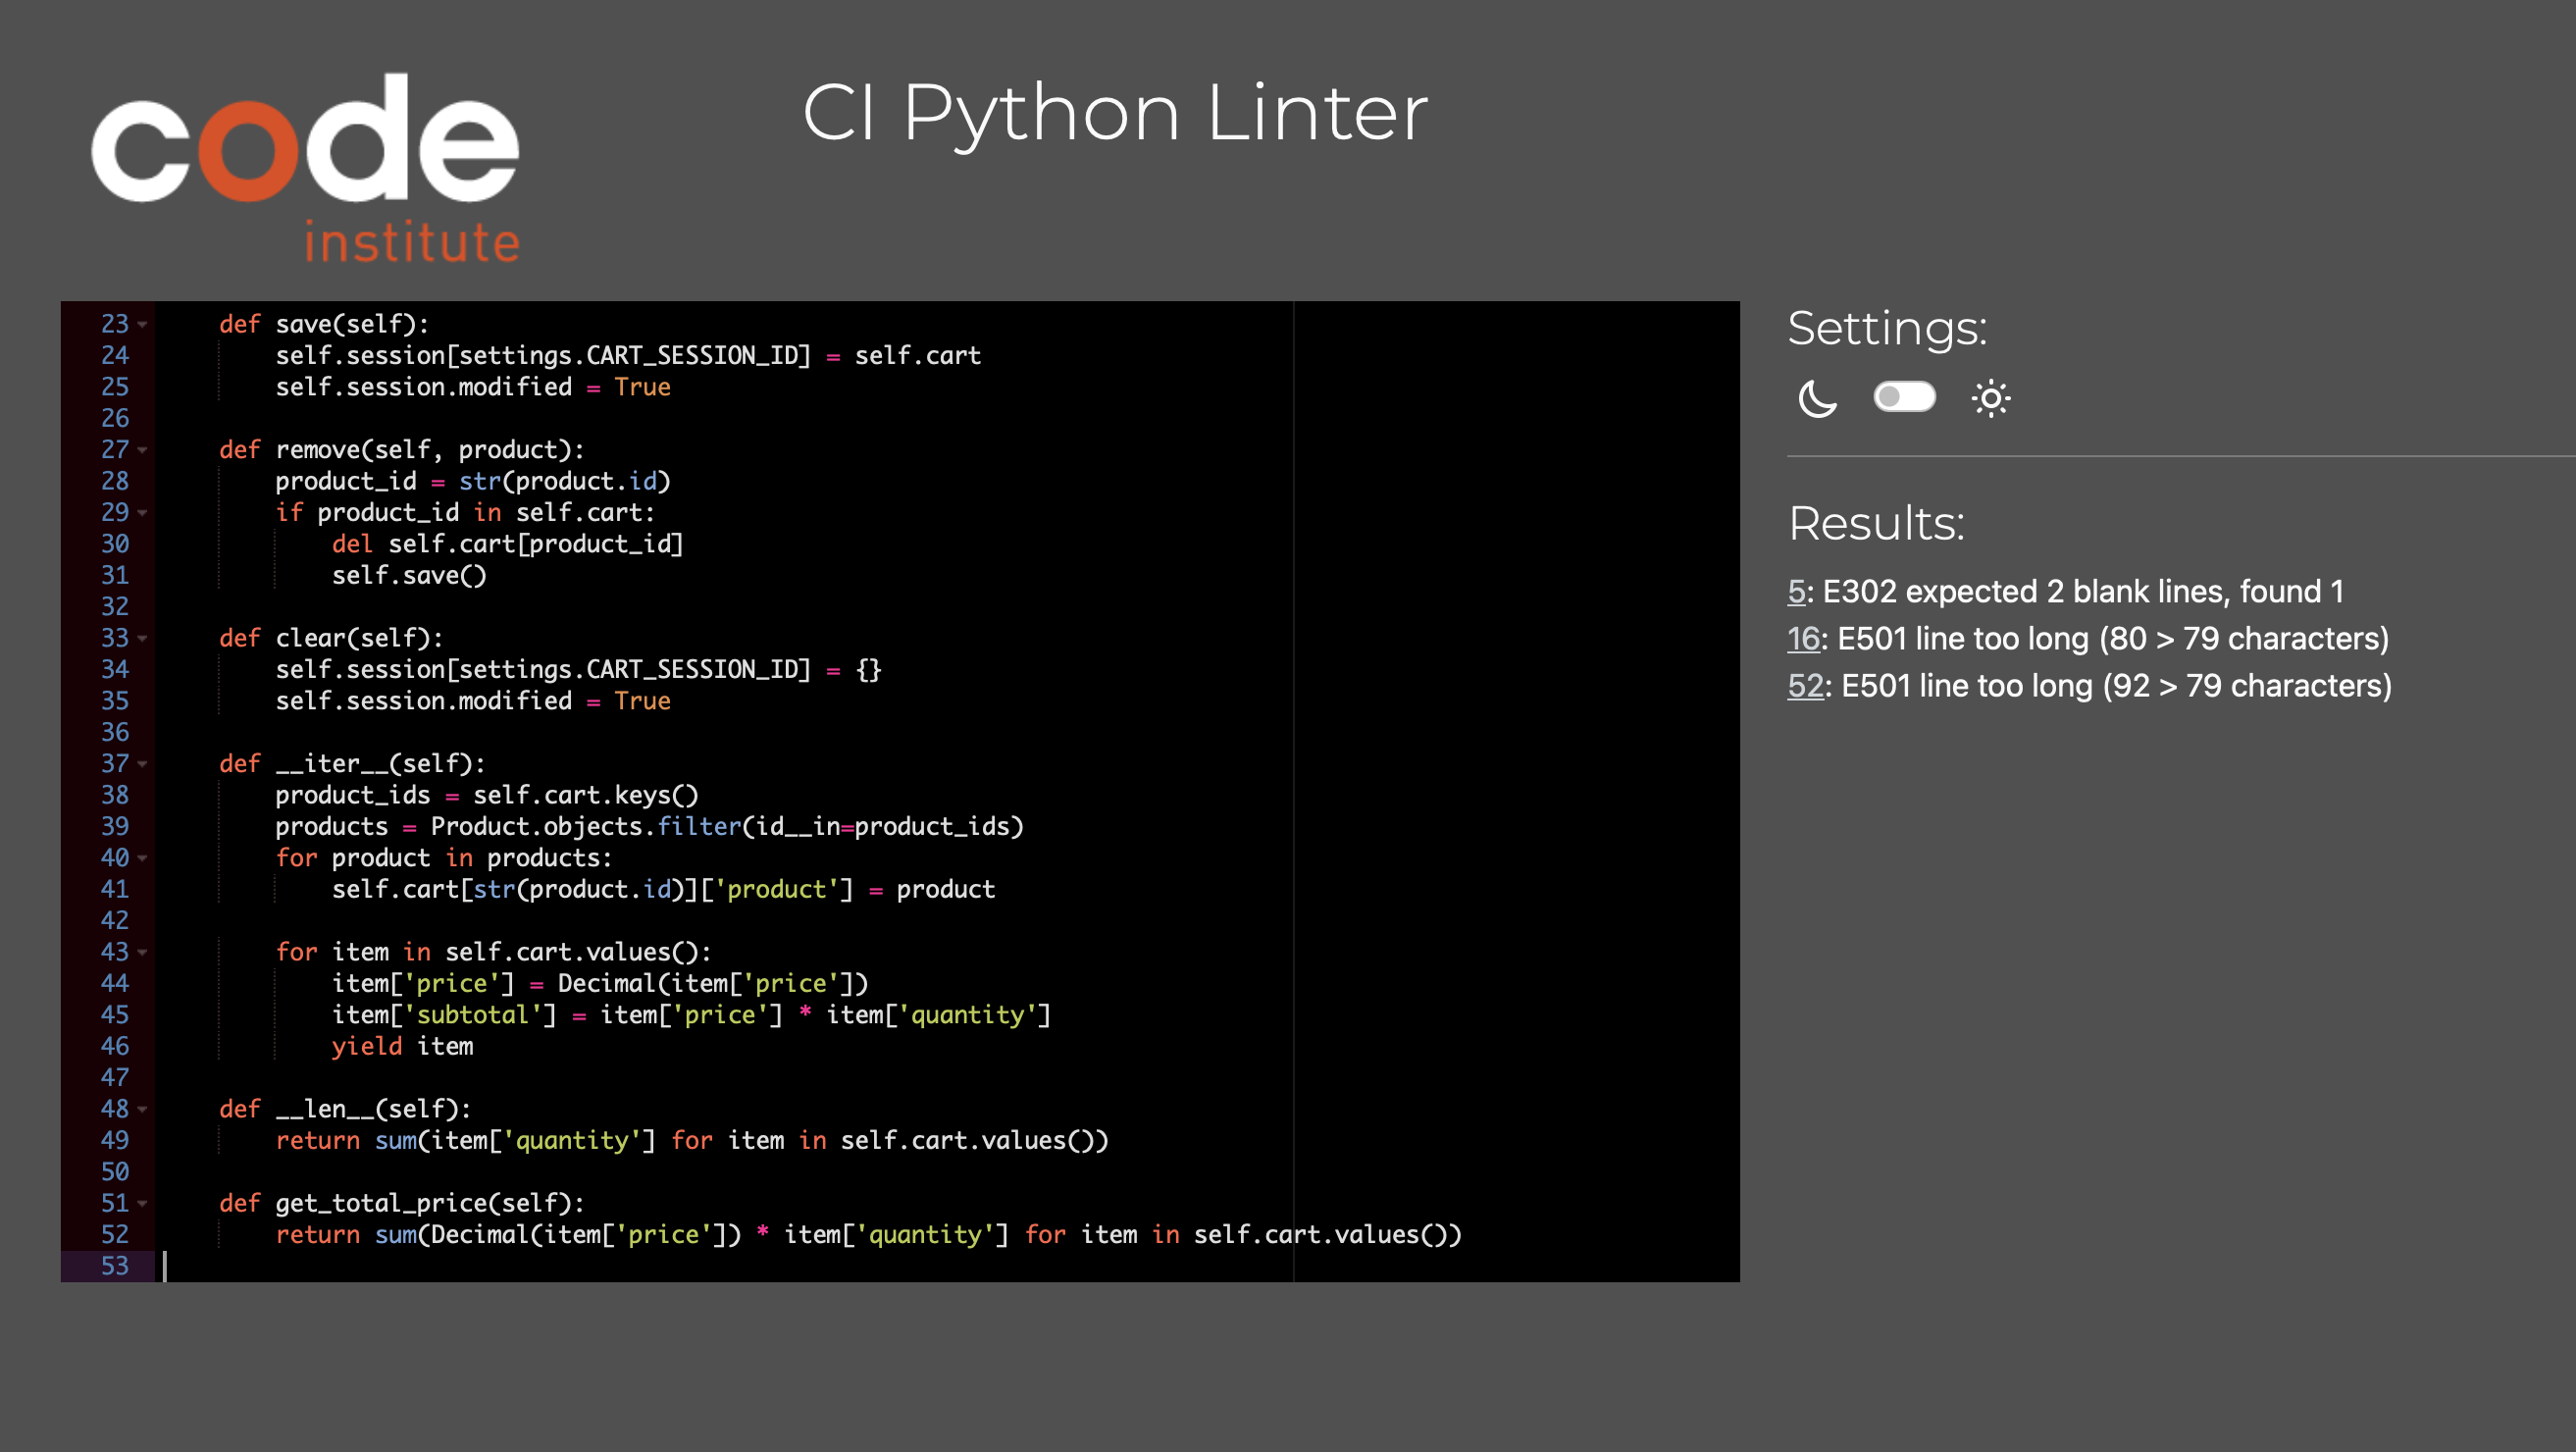 code
institute
CI Python Linter
23 def save(self):
24 self.session[settings.CART_SESSION_ID] = self.cart
25 self.session.modified = True
26
27 def remove(self, product):
28 product_id = str(product.id)
29 if product_id in self.cart:
30 del self.cart[product_id]
31 self.save()
32
33 def clear(self):
34 self.session[settings.CART_SESSION_ID] = {}
35 self.session.modified = True
36
37 def __iter__(self):
38 product_ids = self.cart.keys()
39 products = Product.objects.filter(id__in=product_ids)
40 for product in products:
41 self.cart[str(product.id)]['product'] = product
42
43 for item in self.cart.values():
44 item['price'] = Decimal(item['price'])
45 item['subtotal'] = item['price'] * item['quantity']
46 yield item
47
48 def __len__(self):
49 return sum(item['quantity'] for item in self.cart.values())
50
51 def get_total_price(self):
52 return sum(Decimal(item['price']) * item['quantity'] for item in self.cart.values())
53
Settings:
Results:
5: E302 expected 2 blank lines, found 1
16: E501 line too long (80 > 79 characters)
52: E501 line too long (92 > 79 characters)